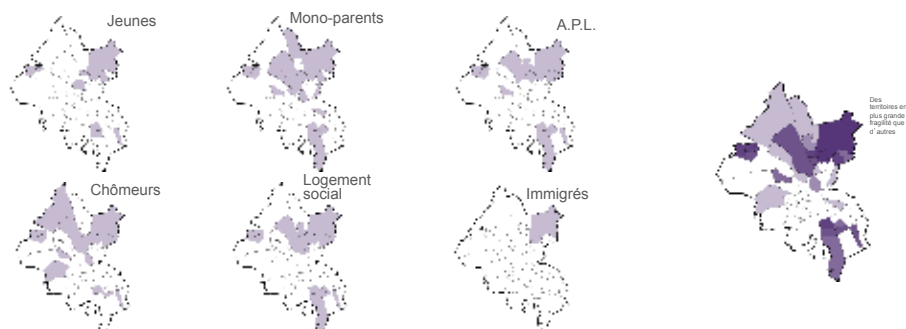 Jeunes
Mono-parents
A.P.L.
Des
territoires en
plus grande
fragilité que
d'autres
Chômeurs
Logement
social
Immigrés